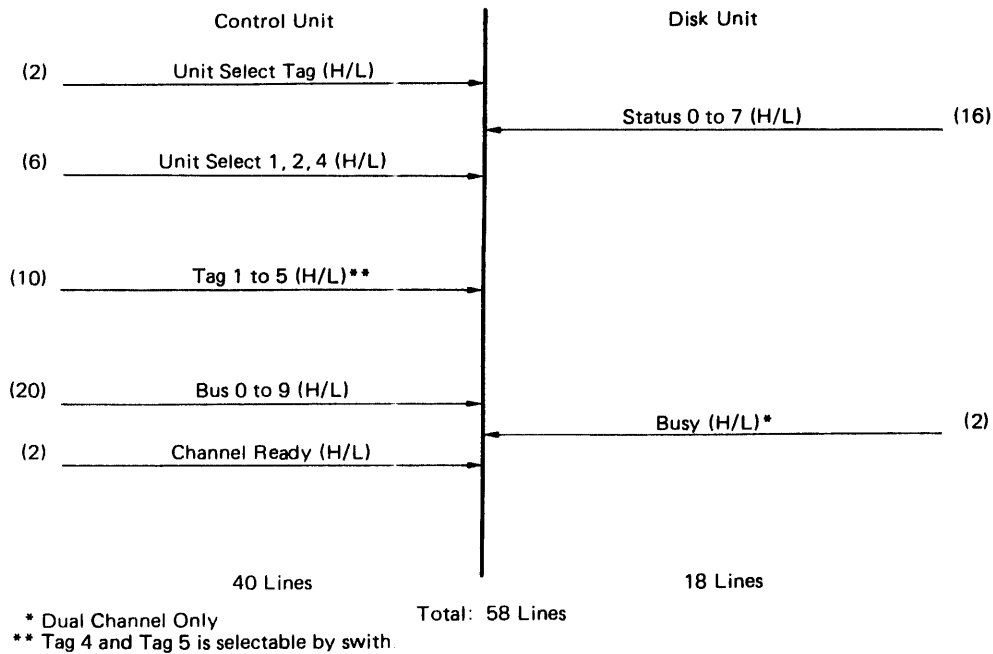 Control Unit
Disk Unit
(2) Unit Select Tag (H/L)
Status 0 to 7 (H/L) (16)
(6) Unit Select 1, 2, 4 (H/L)
(10) Tag 1 to 5 (H/L)**
(20) Bus 0 to 9 (H/L)
Busy (H/L)* (2)
(2) Channel Ready (H/L)
40 Lines
18 Lines
Total: 58 Lines
* Dual Channel Only
** Tag 4 and Tag 5 is selectable by swith